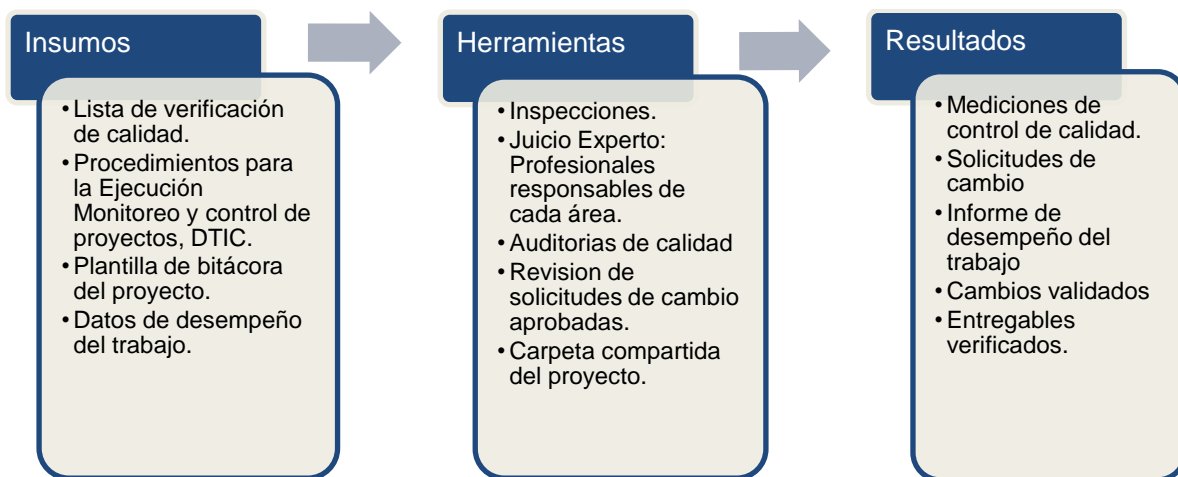 Insumos
• Lista de verificación
de calidad.
• Procedimientos para
la Ejecución
Monitoreo y control de
proyectos, DTIC.
• Plantilla de bitácora
del proyecto.
• Datos de desempeño
del trabajo.
Herramientas
• Inspecciones.
• Juicio Experto:
Profesionales
responsables de
cada área.
• Auditorias de calidad
• Revision de
solicitudes de cambio
aprobadas.
• Carpeta compartida
del proyecto.
Resultados
• Mediciones de
control de calidad.
• Solicitudes de
cambio
• Informe de
desempeño del
trabajo
• Cambios validados
• Entregables
verificados.